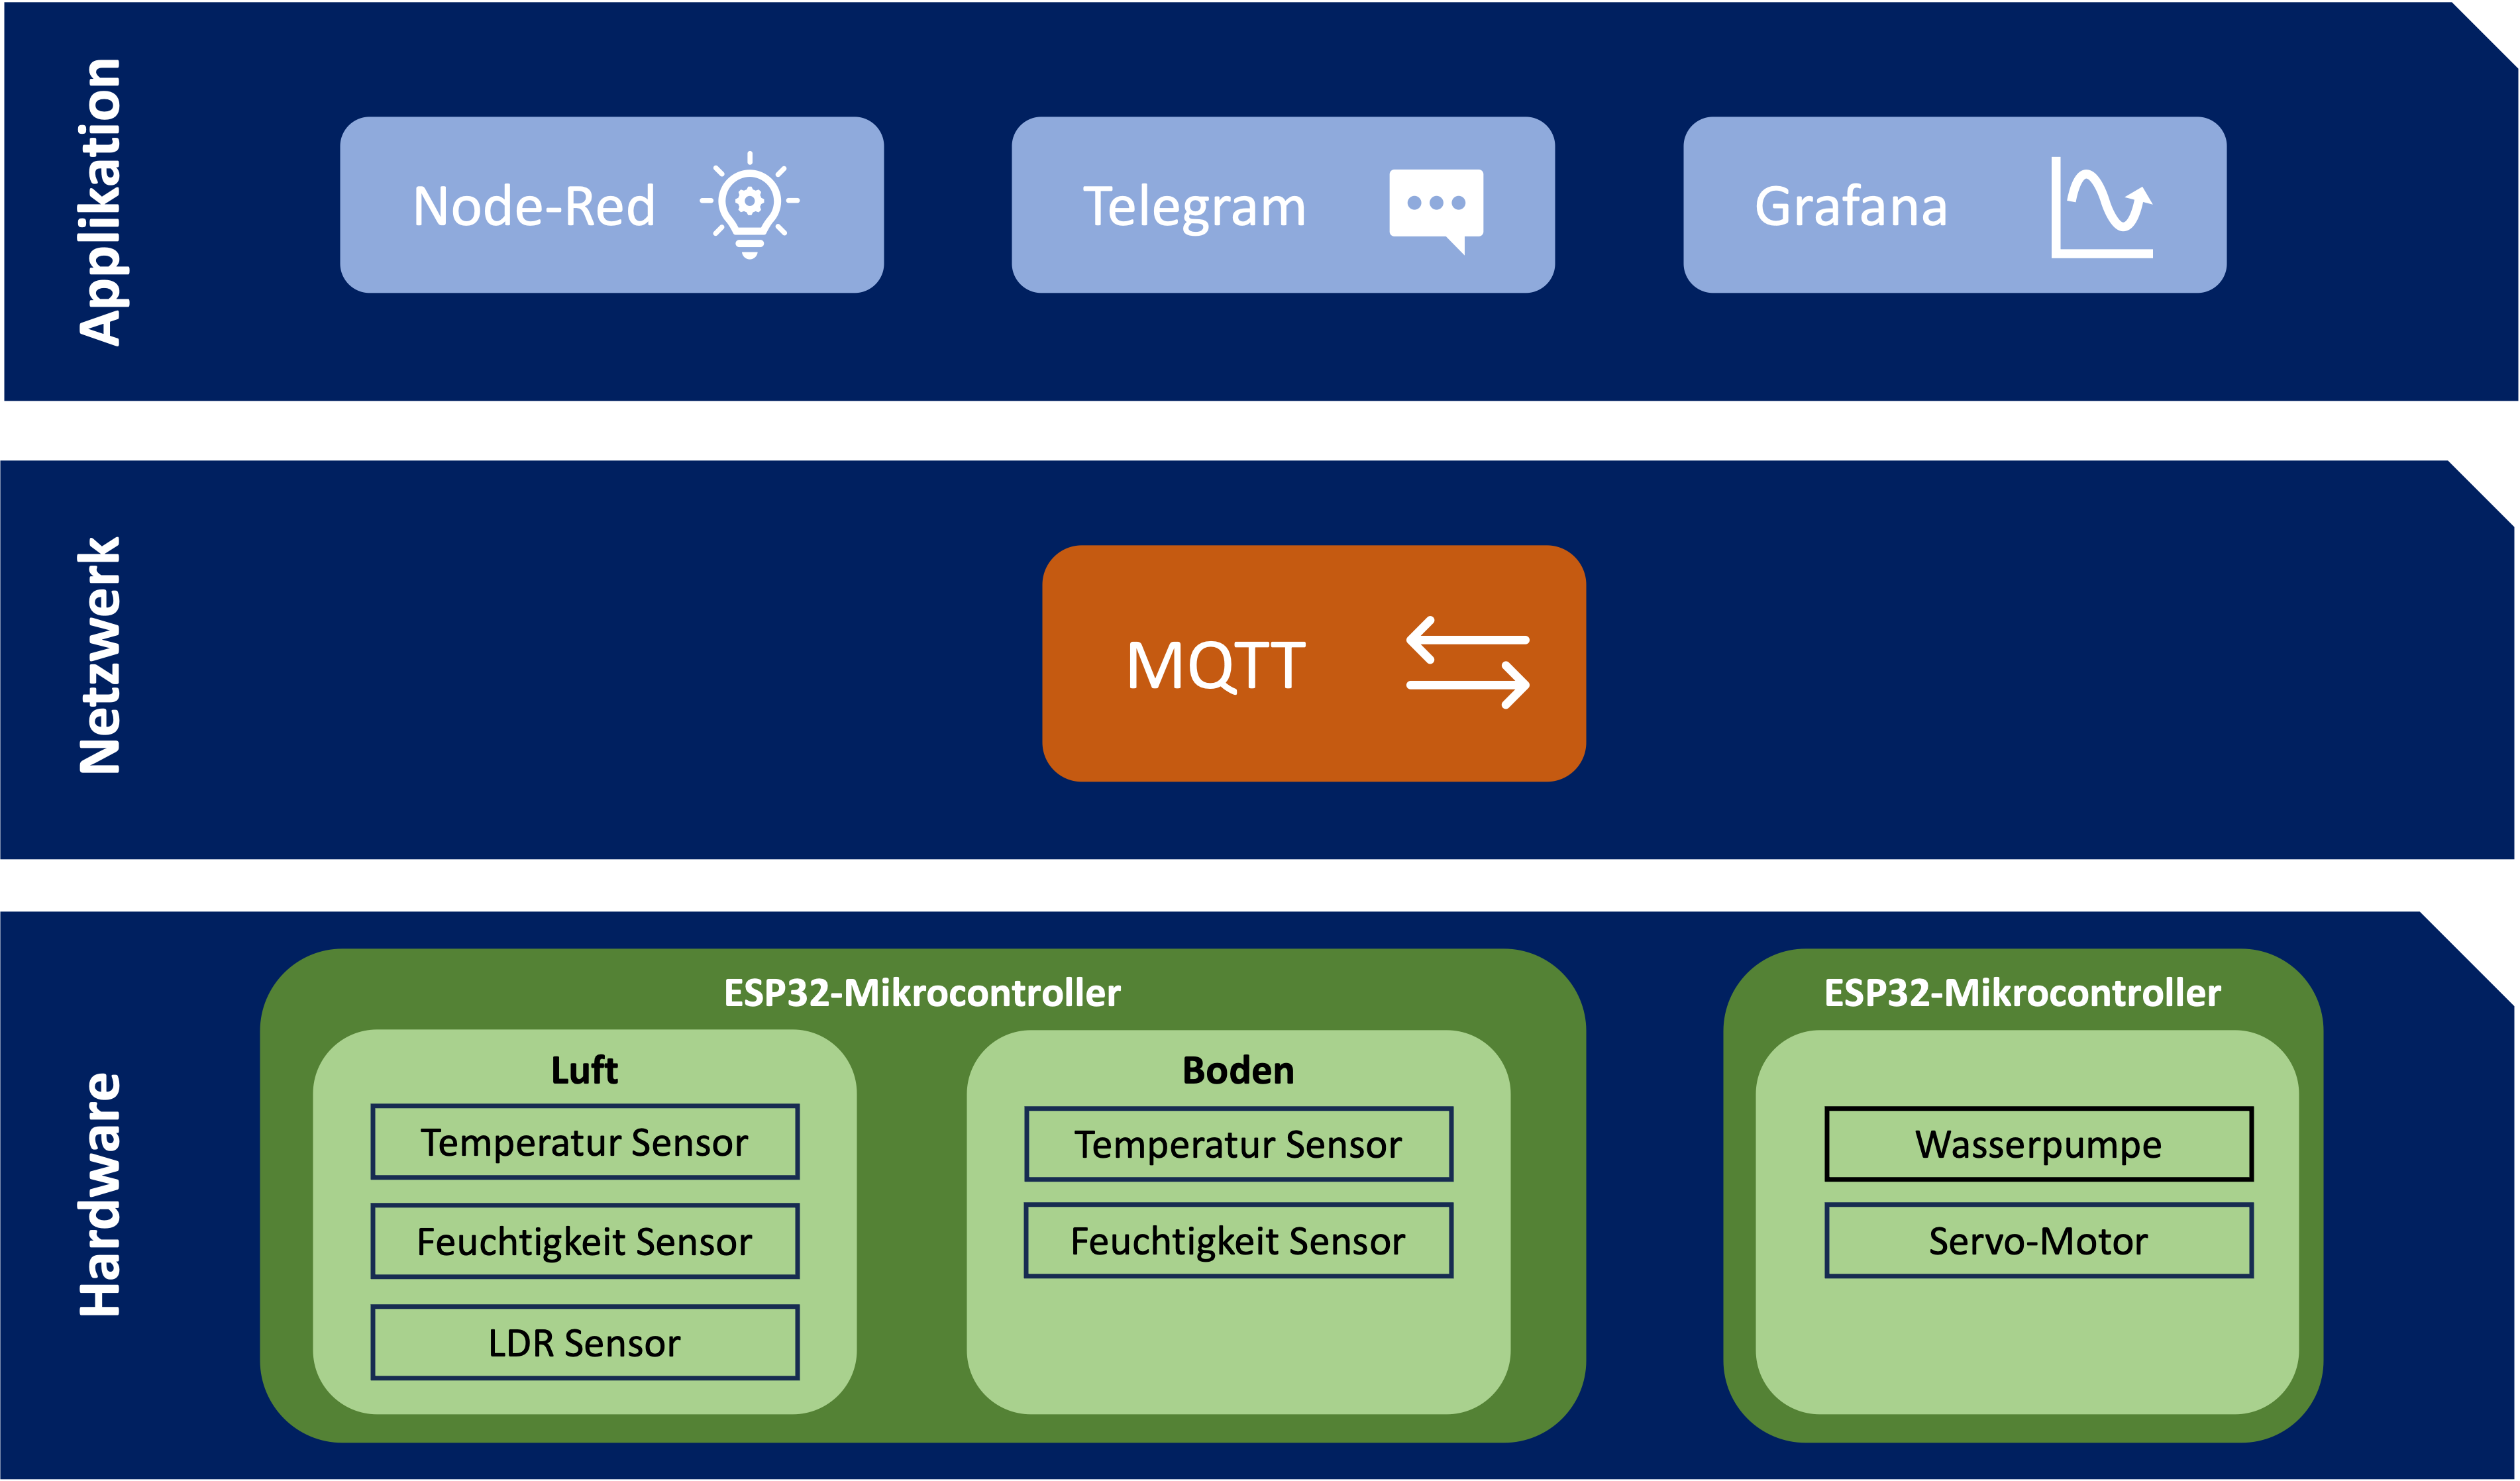 Applikation
Node-Red
Telegram
Grafana
Netzwerk
MQTT
Hardware
ESP32-Mikrocontroller
Luft
Temperatur Sensor
Feuchtigkeit Sensor
LDR Sensor
Boden
Temperatur Sensor
Feuchtigkeit Sensor
ESP32-Mikrocontroller
Wasserpumpe
Servo-Motor